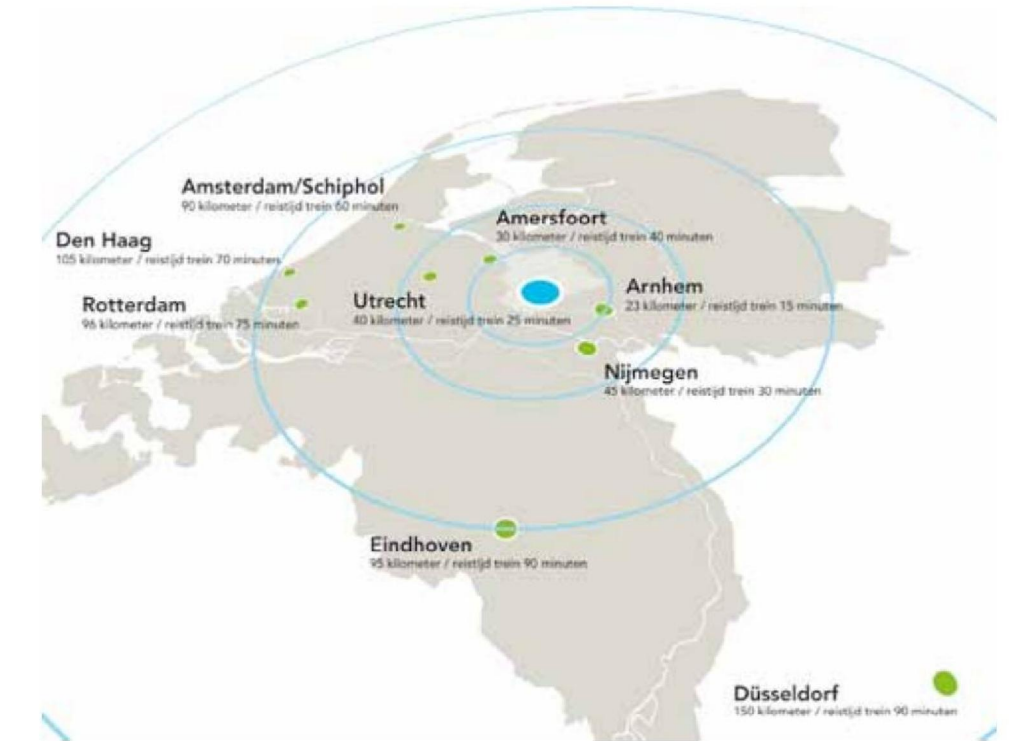 Amsterdam/Schiphol
90 kilometer / reistijd trein 60 minuten
Amersfoort
30 kilometer / reistijd trein 40 minuten
Den Haag
105 kilometer / reistijd trein 70 minuten
Arnhem
23 kilometer / reistijd trein 15 minuten
Rotterdam
96 kilometer / reistijd trein 75 minuten
Utrecht
40 kilometer / reistijd trein 25 minuten
Nijmegen
45 kilometer / reistijd trein 30 minuten
Eindhoven
95 kilometer / reistijd trein 90 minuten
Düsseldorf
150 kilometer / reistijd trein 90 minuten